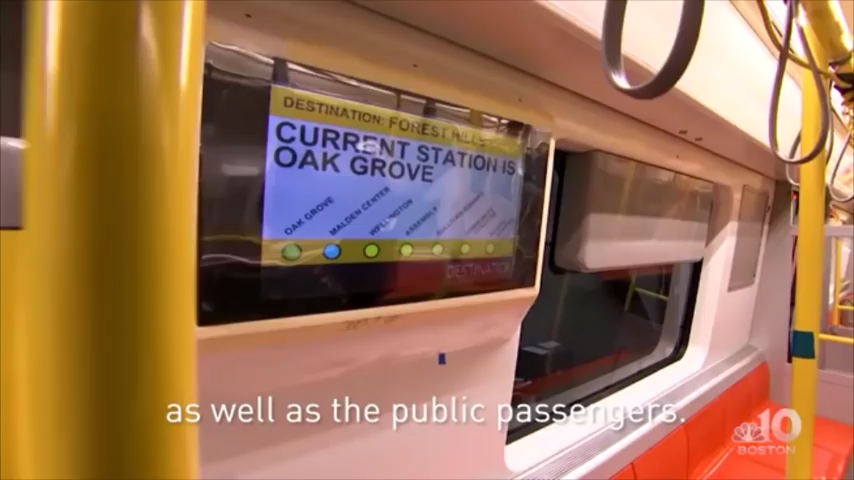 DESTINATION: FOREST HILLS
CURRENT STATION IS
OAK GROVE
OAK GROVE
MALDEN CENTER
WELLINGTON
ASSEMBLY
DESTINATION
as well as the public passengers.
10
BOSTON